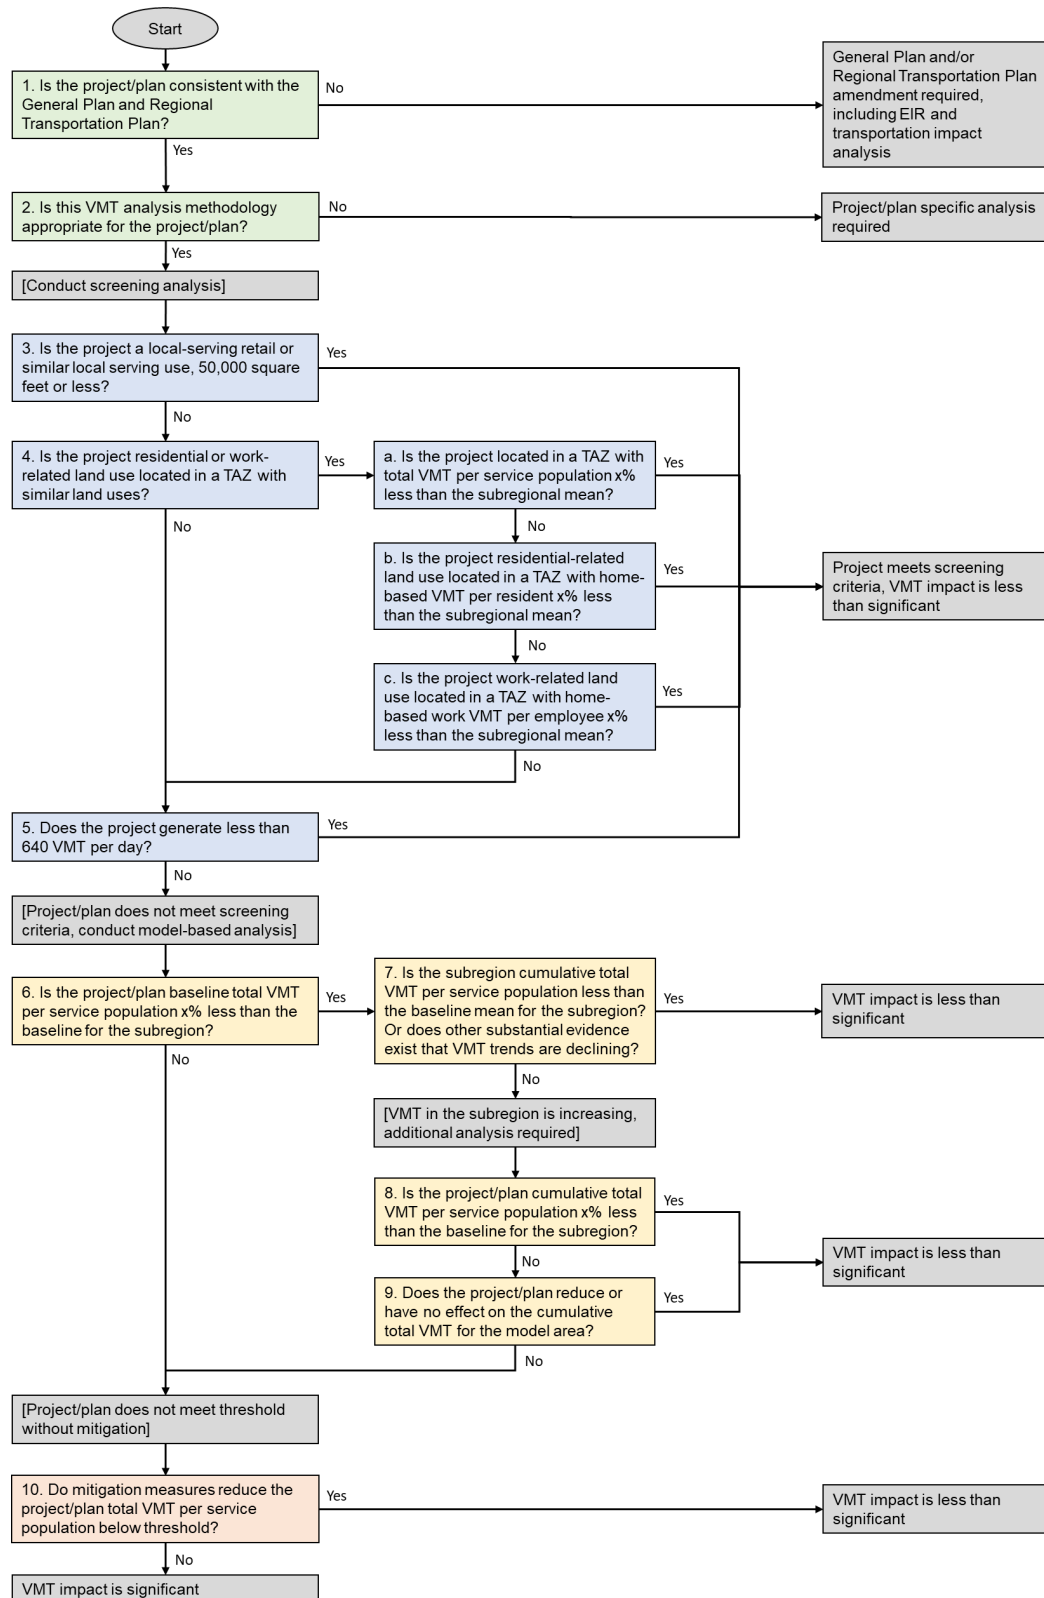 Start
1. Is the project/plan consistent with the
General Plan and Regional
Transportation Plan?
No
General Plan and/or
Regional Transportation Plan
amendment required,
including EIR and
transportation impact
analysis
Yes
2. Is this VMT analysis methodology
appropriate for the project/plan?
No
Project/plan specific analysis
required
Yes
[Conduct screening analysis]
3. Is the project a local-serving retail or
similar local serving use, 50,000 square
feet or less?
Yes
No
4. Is the project residential or work-
related land use located in a TAZ with
similar land uses?
Yes
a. Is the project located in a TAZ with
total VMT per service population x%
less than the subregional mean?
Yes
No
No
b. Is the project residential-related
land use located in a TAZ with home-
based VMT per resident x% less
than the subregional mean?
Yes
Project meets screening
criteria, VMT impact is less
than significant
No
c. Is the project work-related land
use located in a TAZ with home-
based work VMT per employee x%
less than the subregional mean?
Yes
No
5. Does the project generate less than
640 VMT per day?
Yes
No
[Project/plan does not meet screening
criteria, conduct model-based analysis]
6. Is the project/plan baseline total VMT
per service population x% less than the
baseline for the subregion?
Yes
7. Is the subregion cumulative total
VMT per service population less than
the baseline mean for the subregion?
Or does other substantial evidence
exist that VMT trends are declining?
Yes
VMT impact is less than
significant
No
No
[VMT in the subregion is increasing,
additional analysis required]
8. Is the project/plan cumulative total
VMT per service population x% less
than the baseline for the subregion?
Yes
No
VMT impact is less than
significant
9. Does the project/plan reduce or
have no effect on the cumulative
total VMT for the model area?
Yes
No
[Project/plan does not meet threshold
without mitigation]
10. Do mitigation measures reduce the
project/plan total VMT per service
population below threshold?
Yes
VMT impact is less than
significant
No
VMT impact is significant